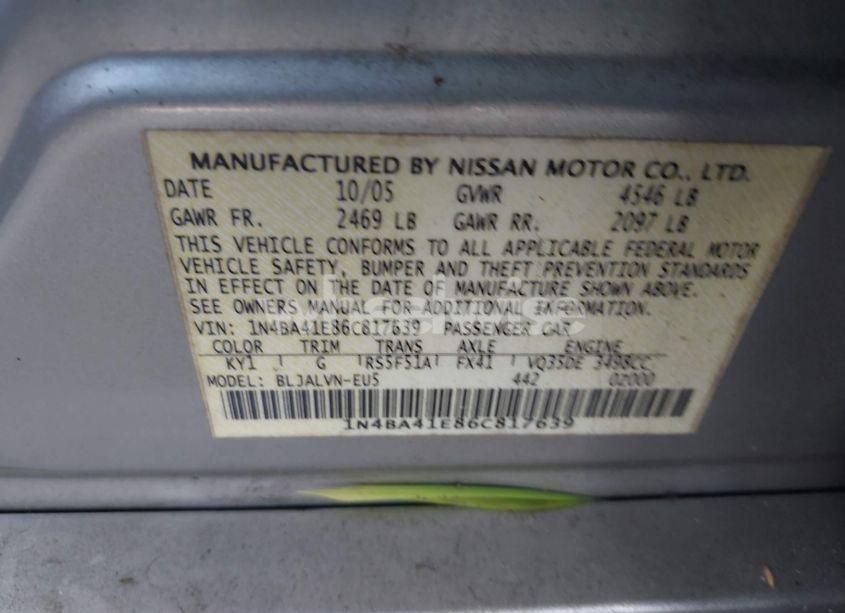 MANUFACTURED BY NISSAN MOTOR CO., LTD.
DATE 10/05 GVWR 4546 LB
GAWR FR. 2469 LB GAWR RR. 2097 LB
THIS VEHICLE CONFORMS TO ALL APPLICABLE FEDERAL MOTOR
VEHICLE SAFETY, BUMPER AND THEFT PREVENTION STANDARDS
IN EFFECT ON THE DATE OF MANUFACTURE SHOWN ABOVE.
SEE OWNERS MANUAL FOR ADDITIONAL INFORMATION.
VIN: 1N4BA41E86C817639 PASSENGER CAR
COLOR TRIM TRANS AXLE ENGINE
KY1 G RS5F51A FX41 VQ35DE 3498CC
MODEL: BLJALVN-EU5 442 02000
1N4BA41E86C817639